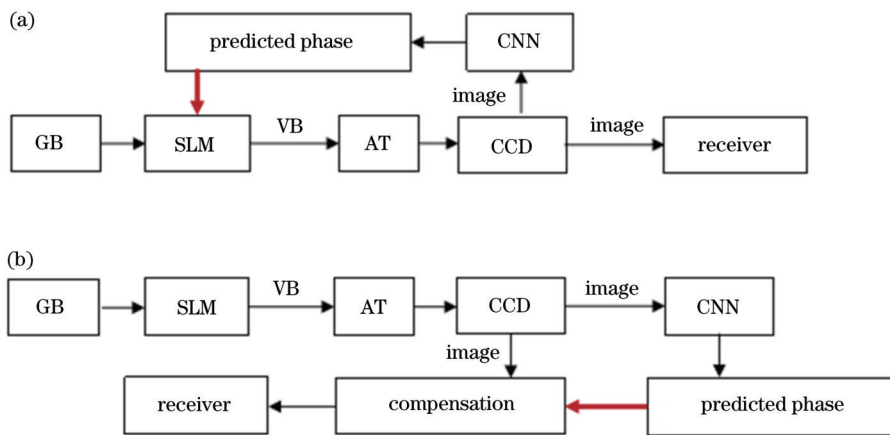 (a)
predicted phase
CNN
image
VB
image
GB
SLM
AT
CCD
receiver
(b)
VB
image
GB
SLM
AT
CCD
CNN
image
receiver
compensation
predicted phase